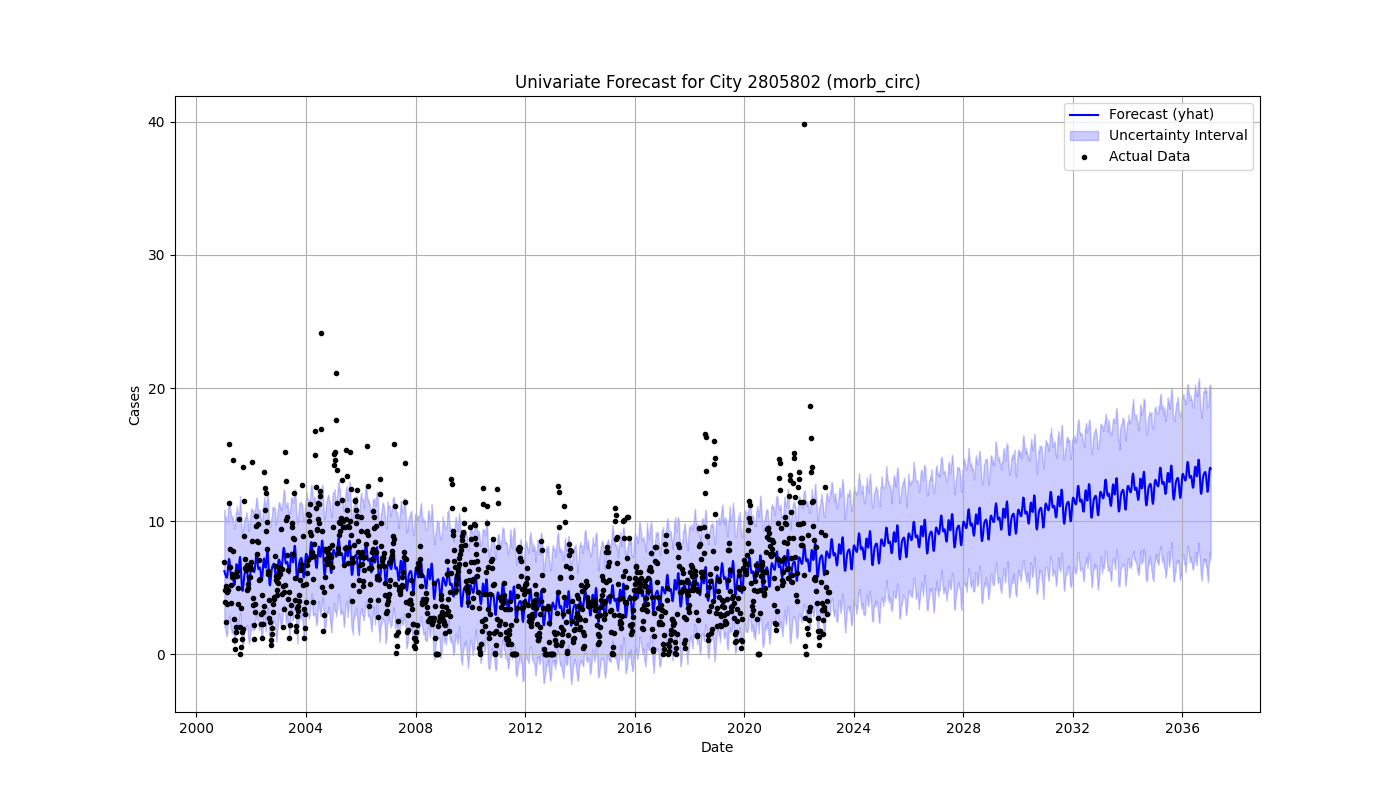 Univariate Forecast for City 2805802 (morb_circ)
Forecast (yhat)
Uncertainty Interval
Actual Data
Cases
40
30
20
10
0
2000 2004 2008 2012 2016 2020 2024 2028 2032 2036
Date